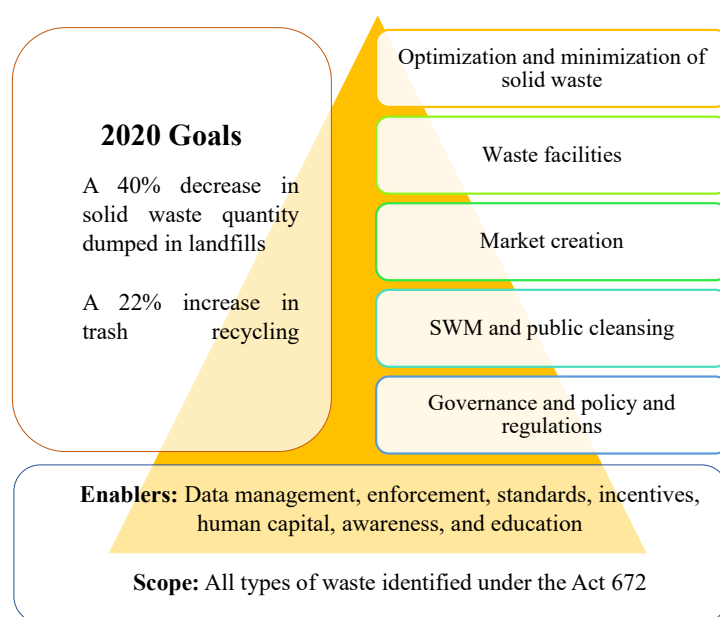 2020 Goals
A 40% decrease in
solid waste quantity
dumped in landfills
A 22% increase in
trash recycling
Optimization and minimization of
solid waste
Waste facilities
Market creation
SWM and public cleansing
Governance and policy and
regulations
Enablers: Data management, enforcement, standards, incentives,
human capital, awareness, and education
Scope: All types of waste identified under the Act 672